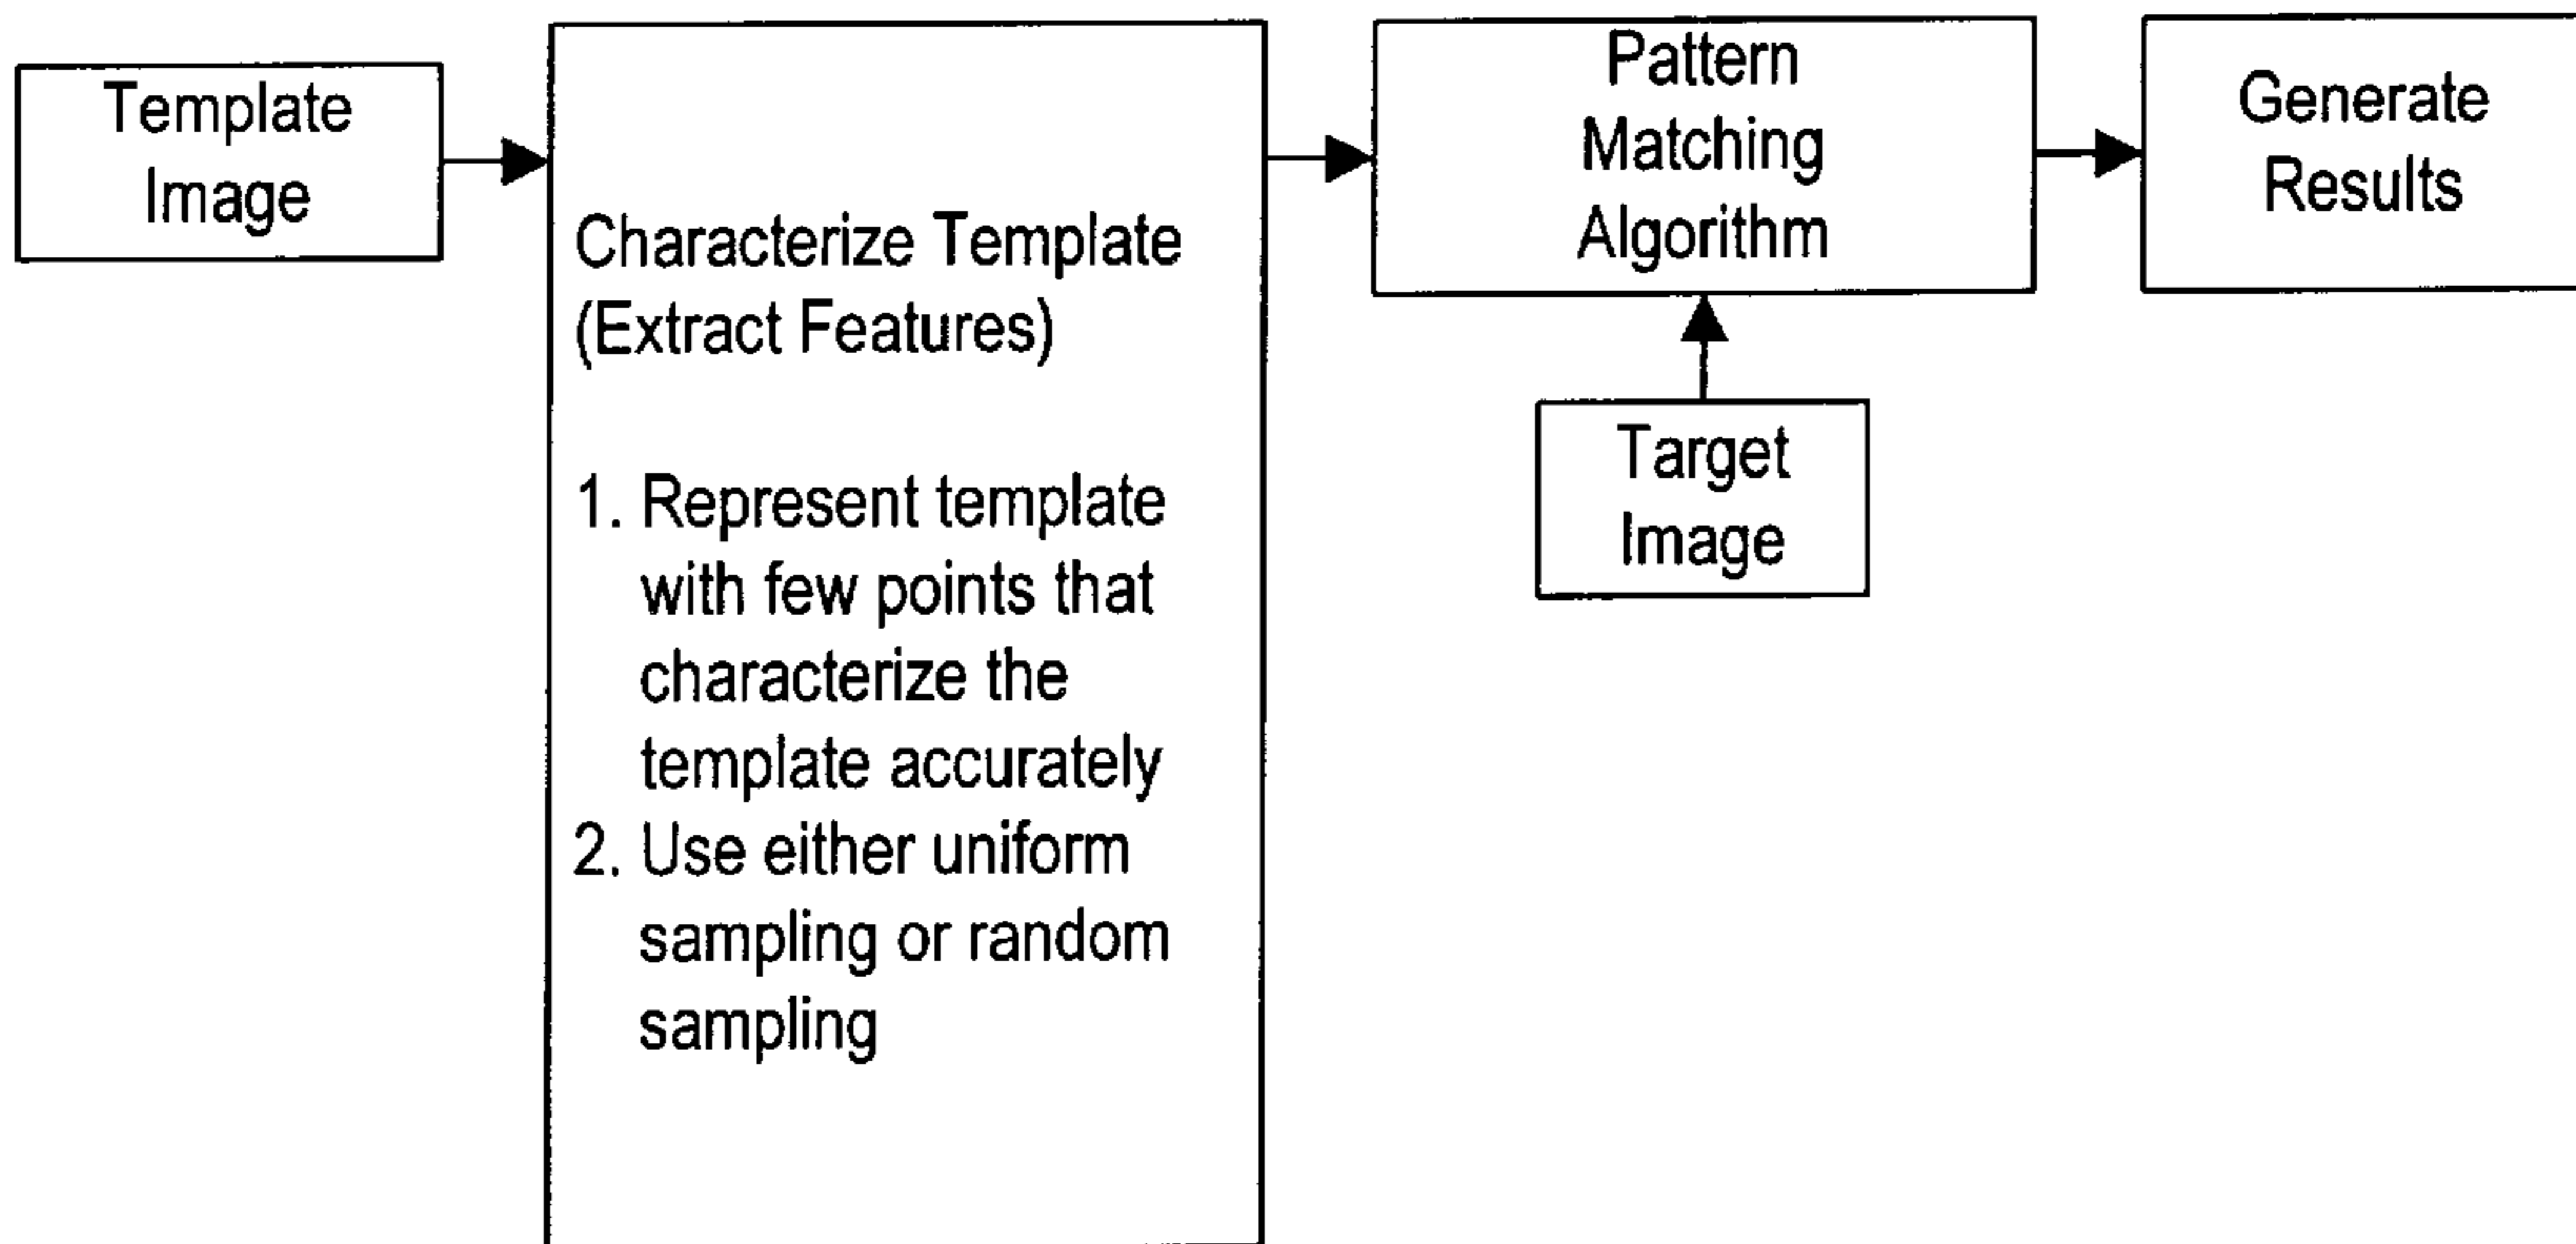 Template
Image
Characterize Template
(Extract Features)
1. Represent template
with few points that
characterize the
template accurately
2. Use either uniform
sampling or random
sampling
Pattern
Matching
Algorithm
Target
Image
Generate
Results